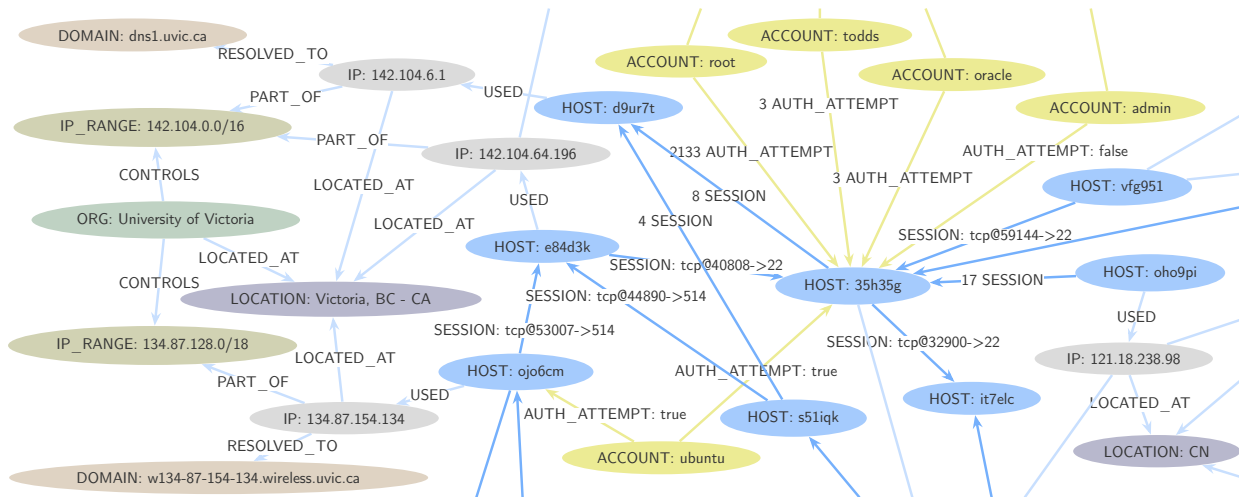 DOMAIN: dns1.uvic.ca
ACCOUNT: todds
RESOLVED_TO
ACCOUNT: root
IP: 142.104.6.1
ACCOUNT: oracle
USED
PART_OF
HOST: d9ur7t
3 AUTH_ATTEMPT
ACCOUNT: admin
IP_RANGE: 142.104.0.0/16
PART_OF
IP: 142.104.64.196
2133 AUTH_ATTEMPT
AUTH_ATTEMPT: false
CONTROLS
LOCATED_AT
3 AUTH_ATTEMPT
HOST: vfg951
USED
8 SESSION
ORG: University of Victoria
LOCATED_AT
4 SESSION
SESSION: tcp@59144->22
HOST: e84d3k
LOCATED_AT
SESSION: tcp@40808->22
HOST: oho9pi
CONTROLS
17 SESSION
HOST: 35h35g
LOCATION: Victoria, BC - CA
SESSION: tcp@44890->514
USED
SESSION: tcp@53007->514
SESSION: tcp@32900->22
IP_RANGE: 134.87.128.0/18
LOCATED_AT
IP: 121.18.238.98
HOST: ojo6cm
AUTH_ATTEMPT: true
PART_OF
USED
HOST: it7elc
LOCATED_AT
IP: 134.87.154.134
AUTH_ATTEMPT: true
HOST: s51iqk
RESOLVED_TO
ACCOUNT: ubuntu
LOCATION: CN
DOMAIN: w134-87-154-134.wireless.uvic.ca